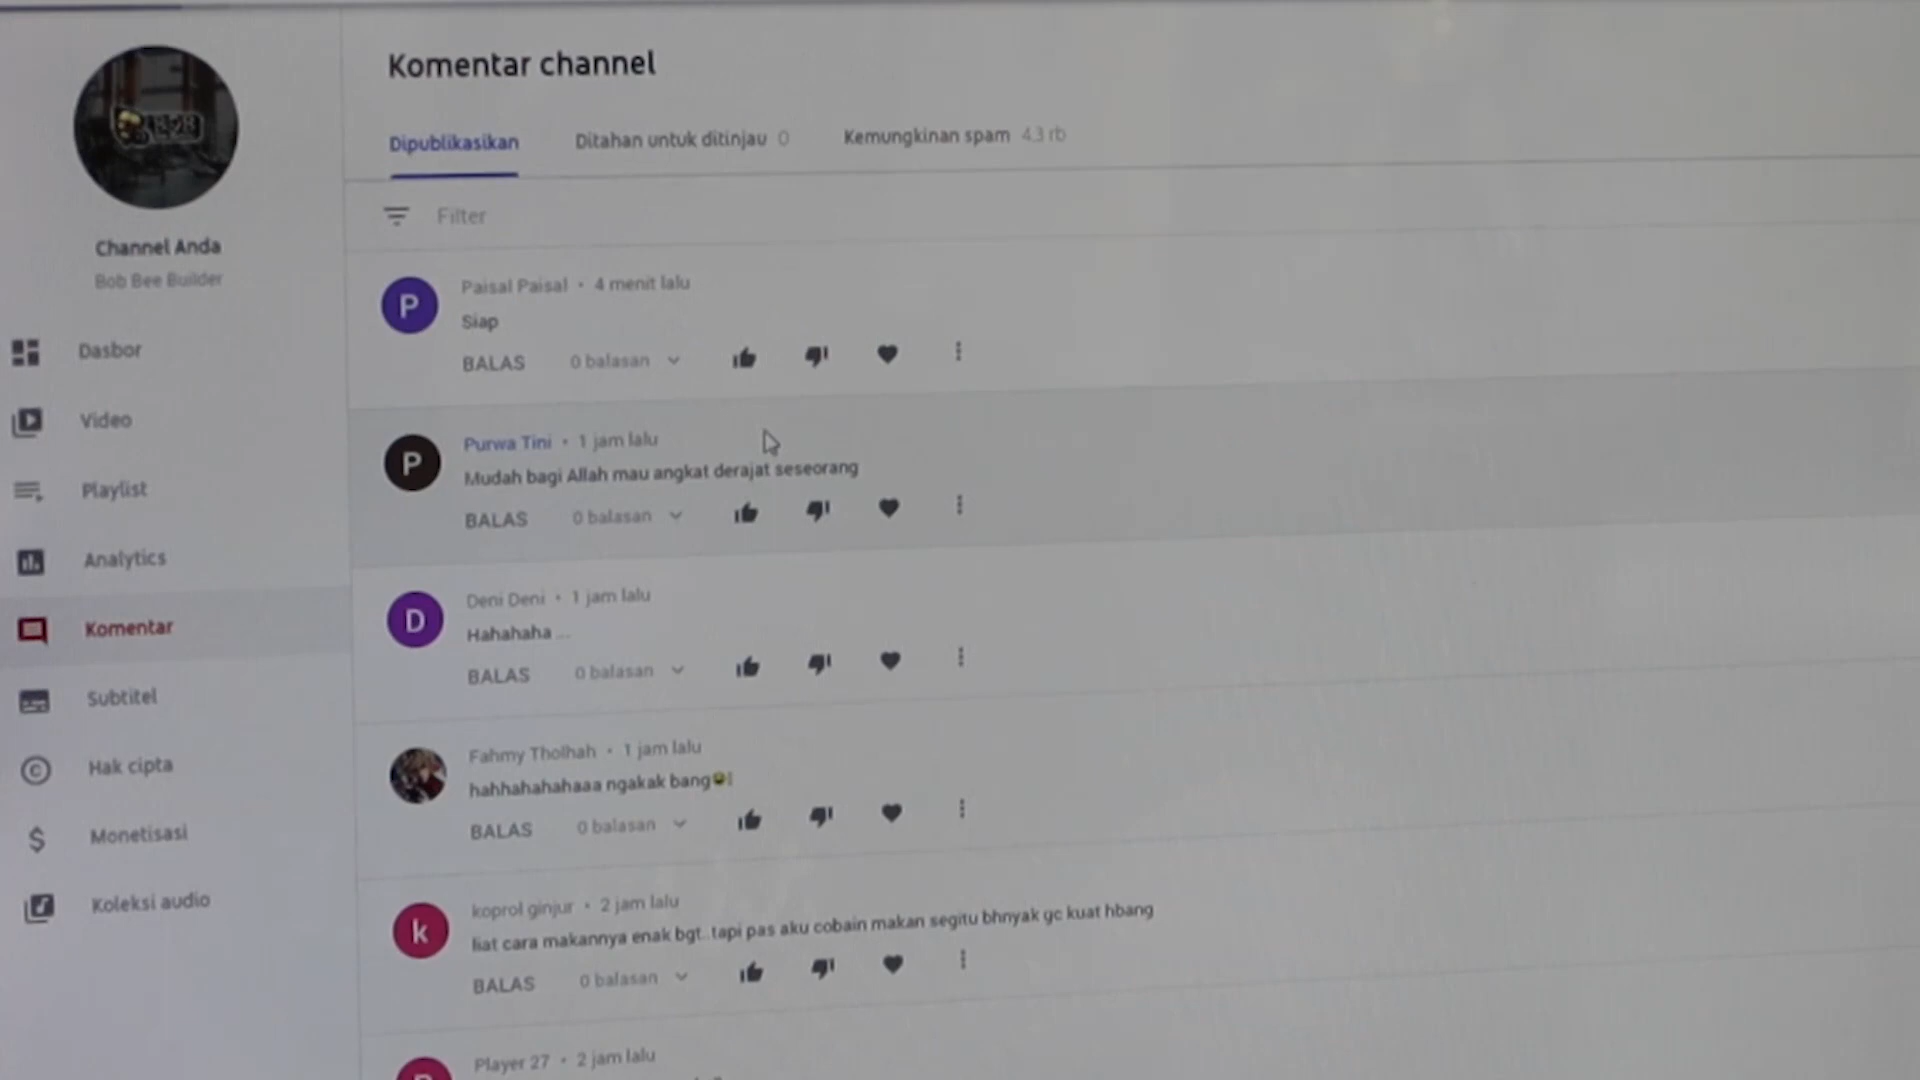 Komentar channel
Dipublikasikan Ditahan untuk ditinjau 0 Kemungkinan spam 4.3 rb
Filter
Channel Anda
Bob Bee Builder
Dasbor
Video
Playlist
Analytics
Komentar
Subtitel
Hak cipta
Monetisasi
Koleksi audio
P
Paisal Paisal • 4 menit lalu
Siap
BALAS 0 balasan
P
Purwa Tini • 1 jam lalu
Mudah bagi Allah mau angkat derajat seseorang
BALAS 0 balasan
D
Deni Deni • 1 jam lalu
Hahahaha ...
BALAS 0 balasan
Fahmy Tholhah • 1 jam lalu
hahhahahahaaa ngakak bang
BALAS 0 balasan
k
koprol ginjur • 2 jam lalu
liat cara makannya enak bgt..tapi pas aku cobain makan segitu bhnyak gc kuat hbang
BALAS 0 balasan
Player 27 • 2 jam lalu